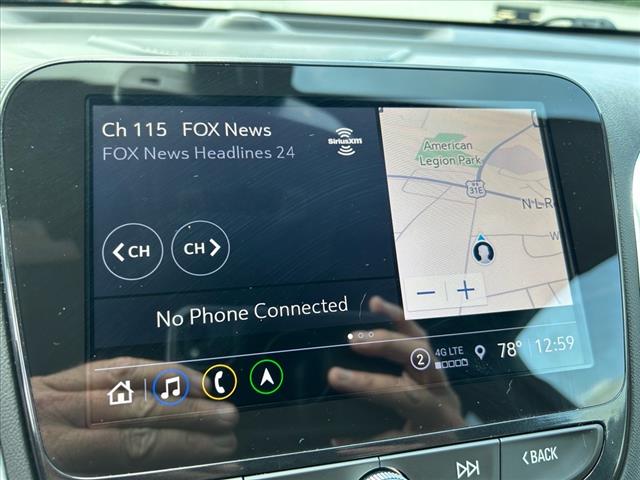 Ch 115 FOX News
FOX News Headlines 24
SiriusXM
CH
CH
No Phone Connected
American
Legion Park
US
31E
N L R
W
− +
2
4G LTE
78°
12:59
BACK